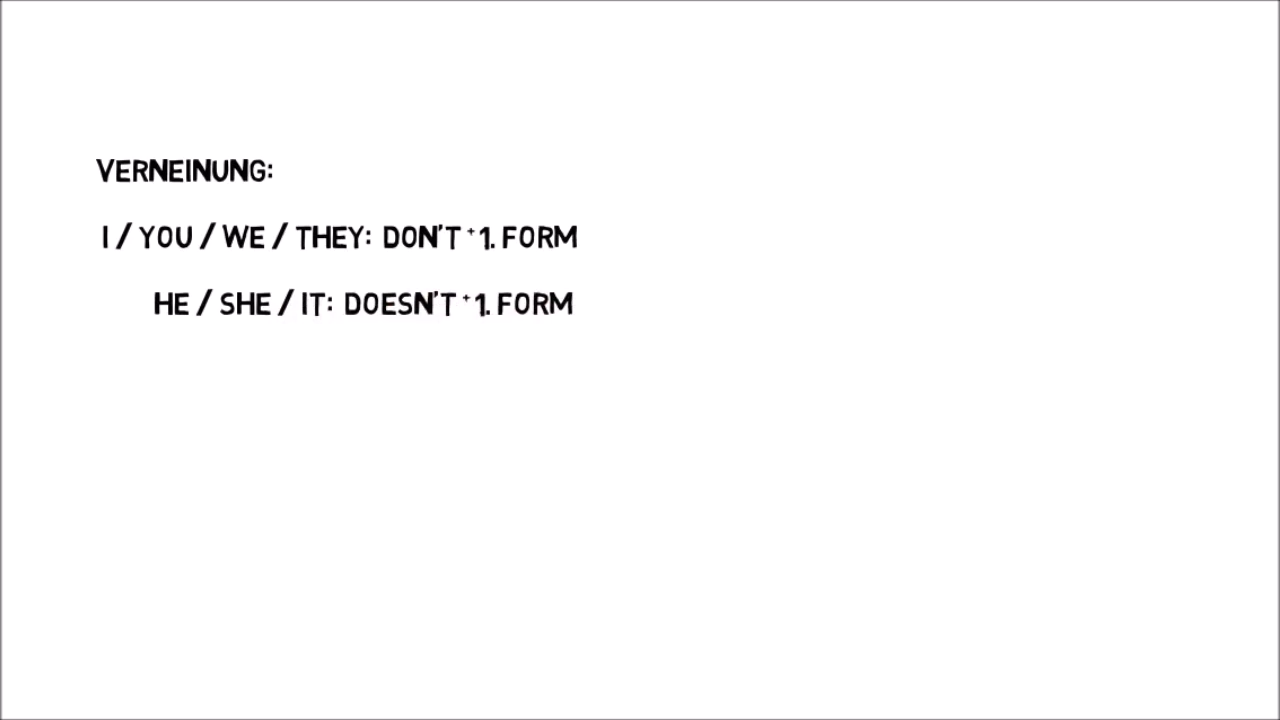 VERNEINUNG:
I / YOU / WE / THEY: DON'T + 1. FORM
HE / SHE / IT: DOESN'T + 1. FORM